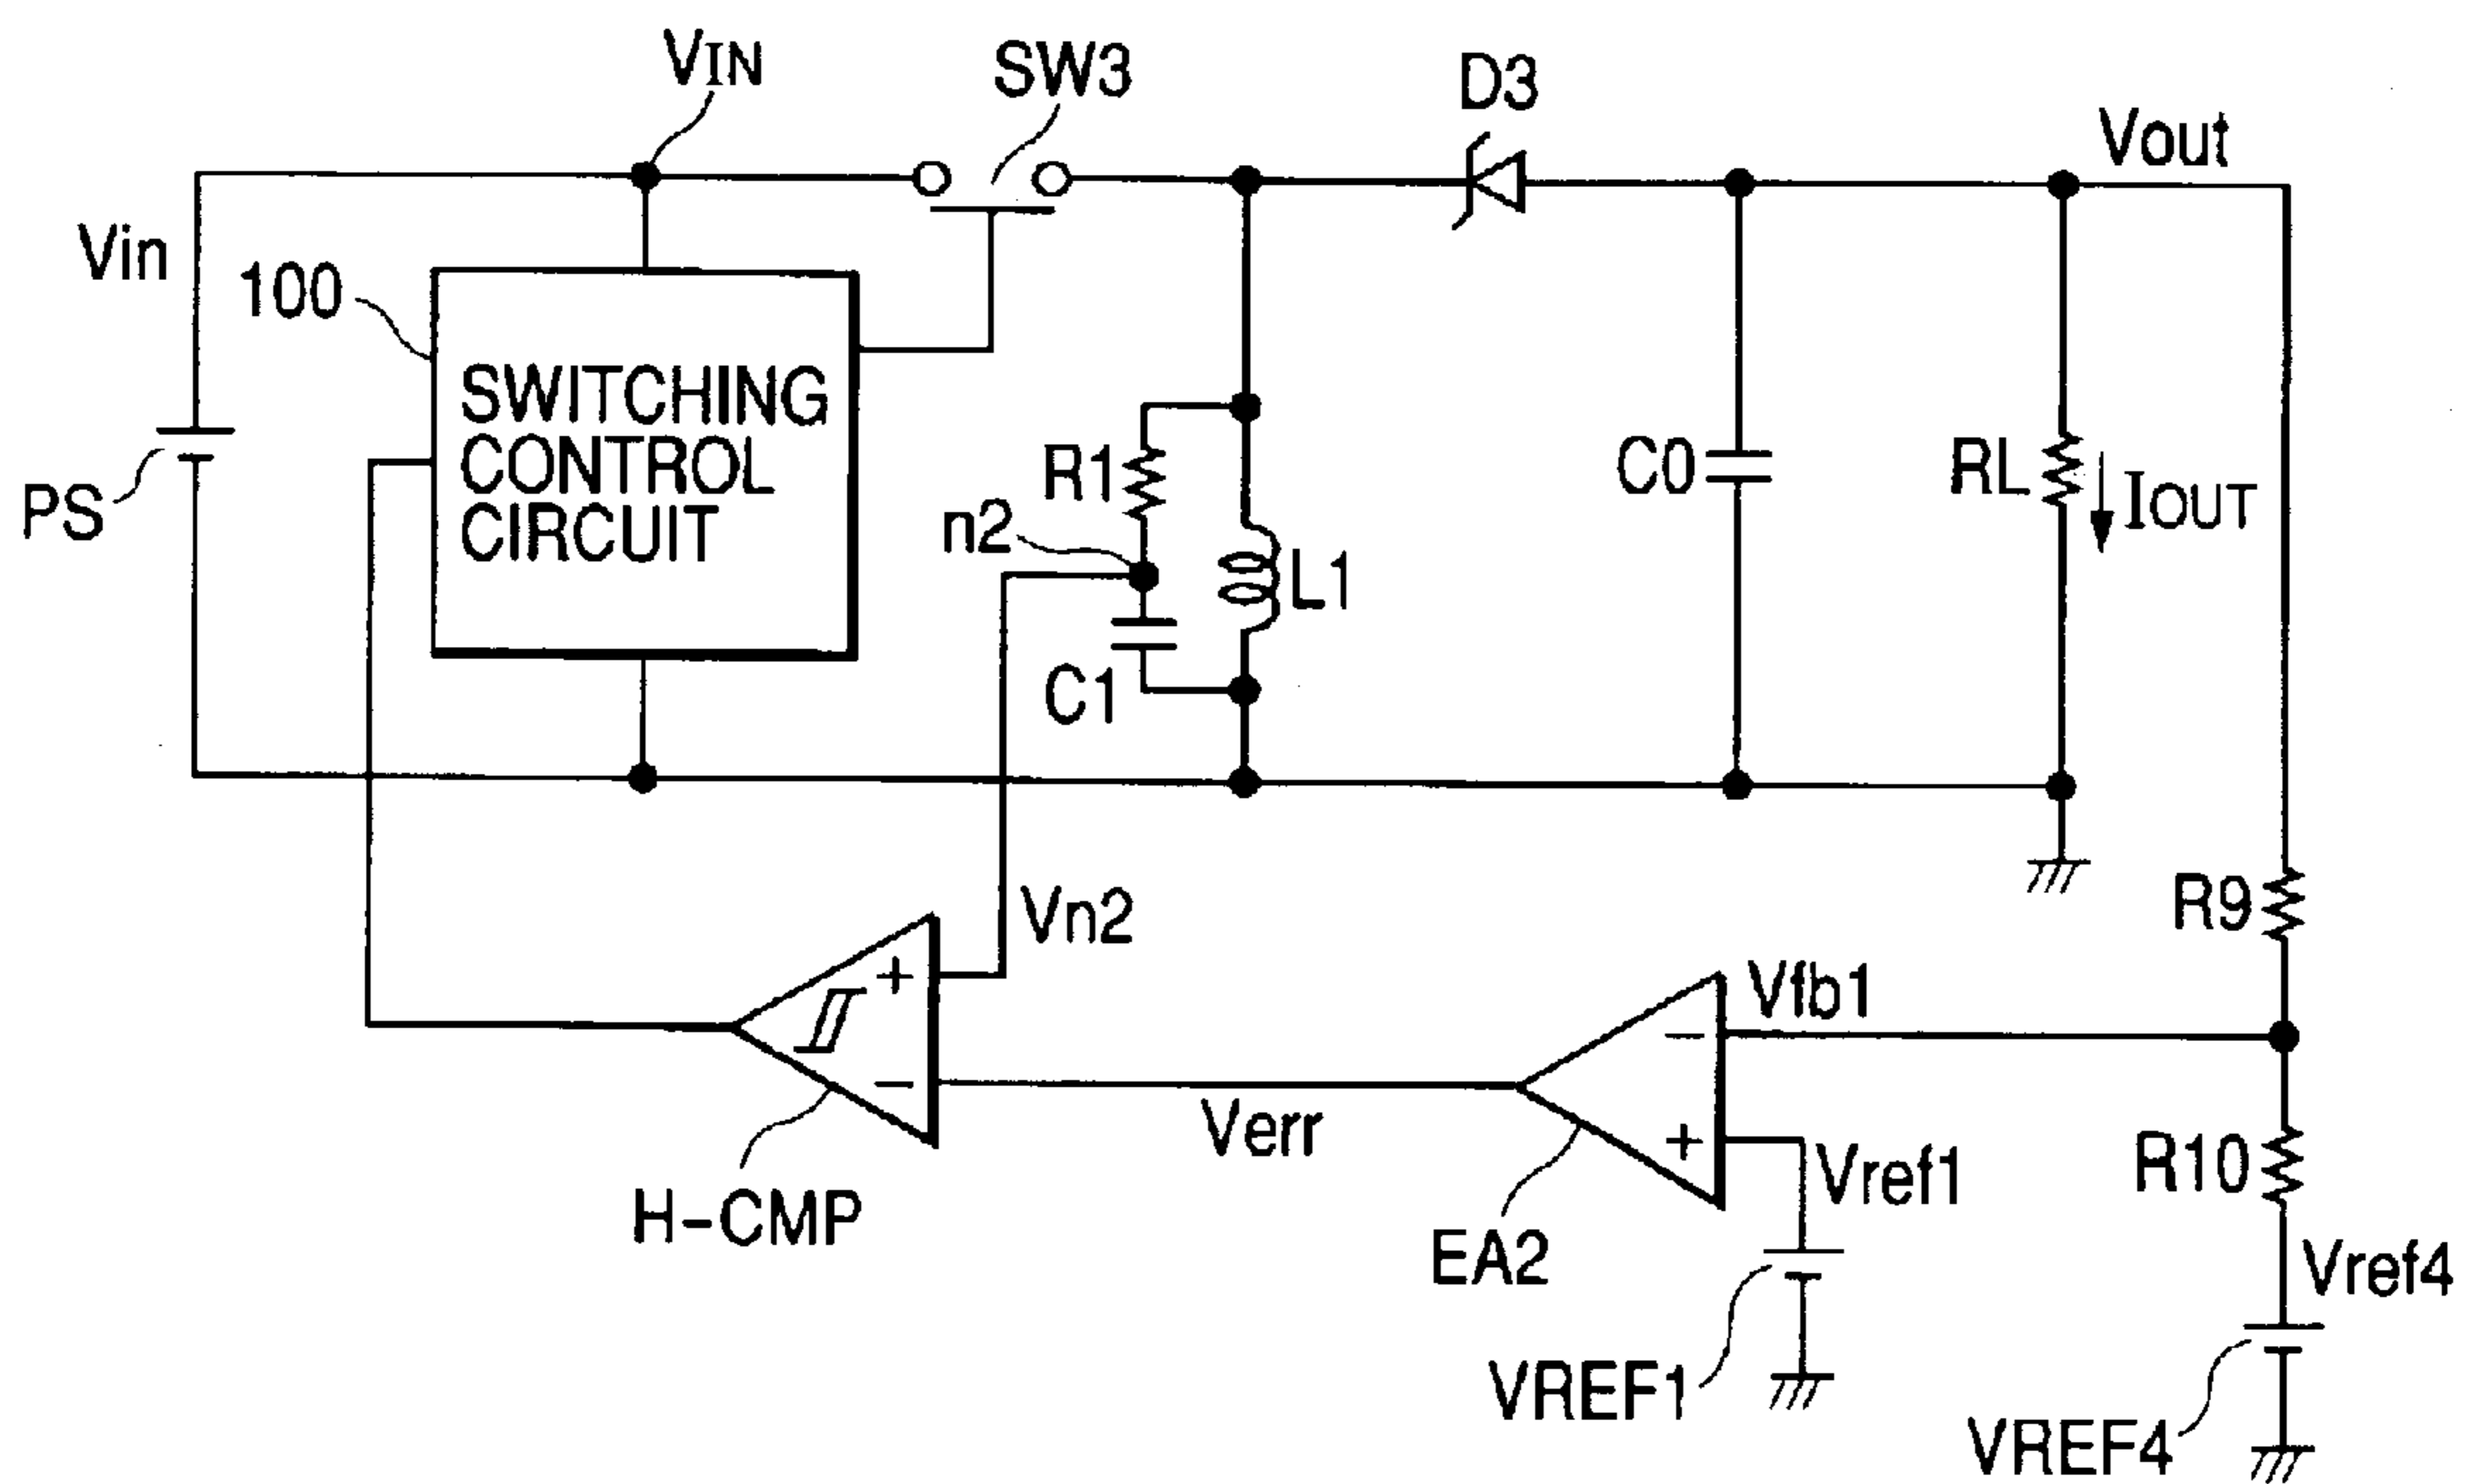 VIN
SW3
D3
Vout
Vin
100
SWITCHING
CONTROL
CIRCUIT
PS
R1
n2
L1
C1
C0
RL
IOUT
R9
Vn2
+
−
H-CMP
Verr
Vfb1
−
+
Vref1
EA2
VREF1
R10
Vref4
VREF4